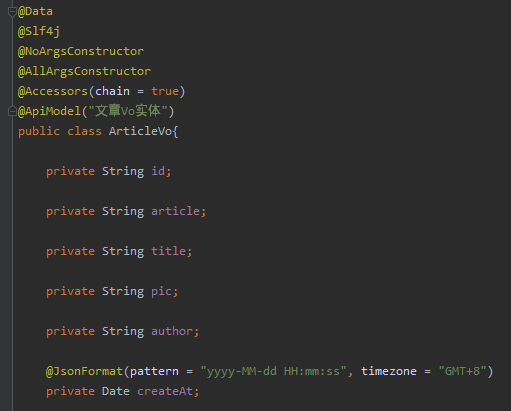 @Data
@Slf4j
@NoArgsConstructor
@AllArgsConstructor
@Accessors(chain = true)
@ApiModel("文章Vo实体")
public class ArticleVo{
private String id;
private String article;
private String title;
private String pic;
private String author;
@JsonFormat(pattern = "yyyy-MM-dd HH:mm:ss", timezone = "GMT+8")
private Date createAt;